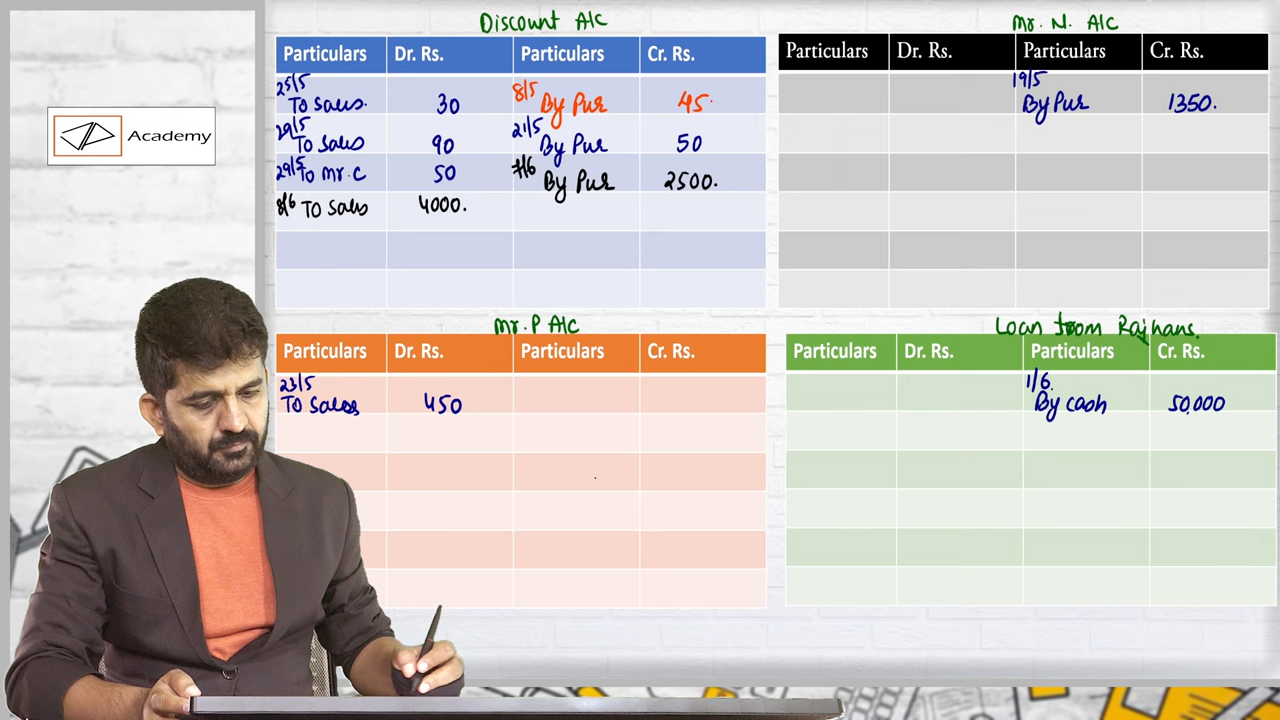 Academy
Discount A/c
Particulars Dr. Rs. Particulars Cr. Rs.
25/5 To Sales. 30 8/5 By Pur 45.
29/5 To Sales 90 21/5 By Pur 50
29/5 To Mr. C 50 7/6 By Pur 2500.
8/6 To Sales 4000.
Mr. N. A/c
Particulars Dr. Rs. Particulars Cr. Rs.
19/5
By Pur 1350.
Mr. P A/c
Particulars Dr. Rs. Particulars Cr. Rs.
23/5
To Sales 450
Loan from Rajhans.
Particulars Dr. Rs. Particulars Cr. Rs.
1/6.
By cash 50,000